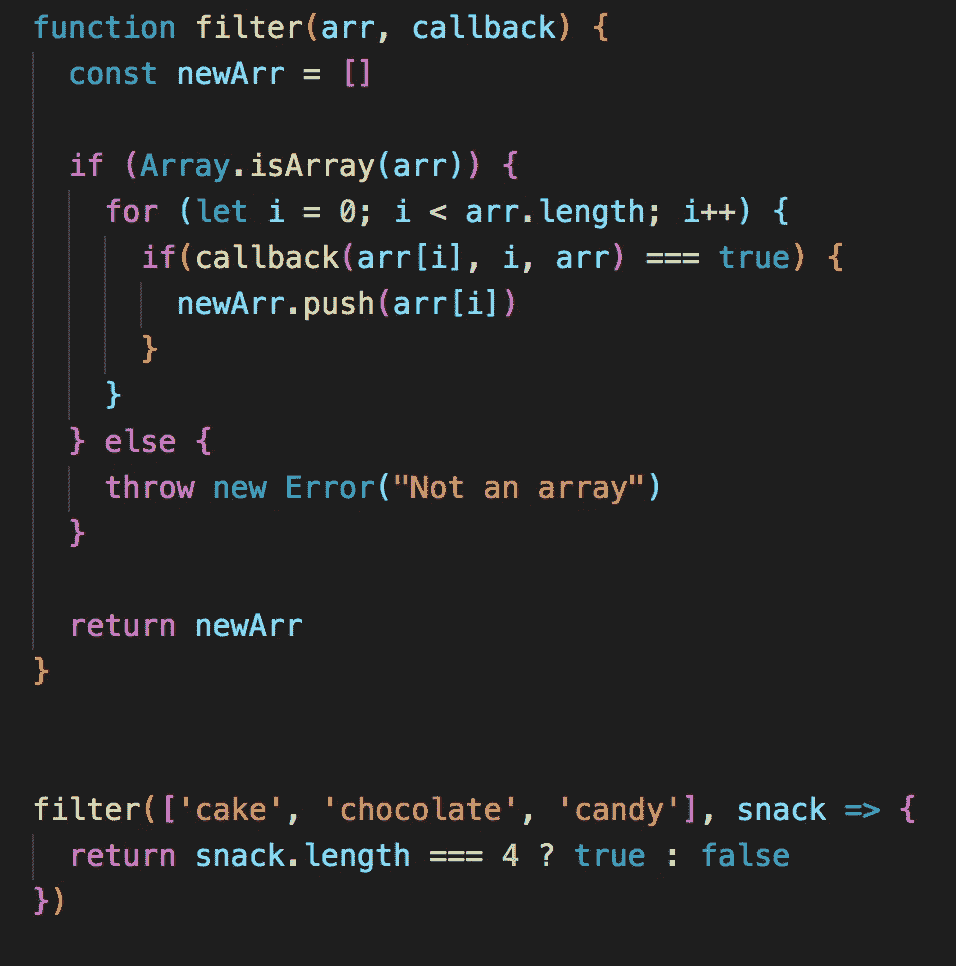 function filter(arr, callback) {
  const newArr = []

  if (Array.isArray(arr)) {
    for (let i = 0; i < arr.length; i++) {
      if(callback(arr[i], i, arr) === true) {
        newArr.push(arr[i])
      }
    }
  } else {
    throw new Error("Not an array")
  }

  return newArr
}

filter(['cake', 'chocolate', 'candy'], snack => {
  return snack.length === 4 ? true : false
})